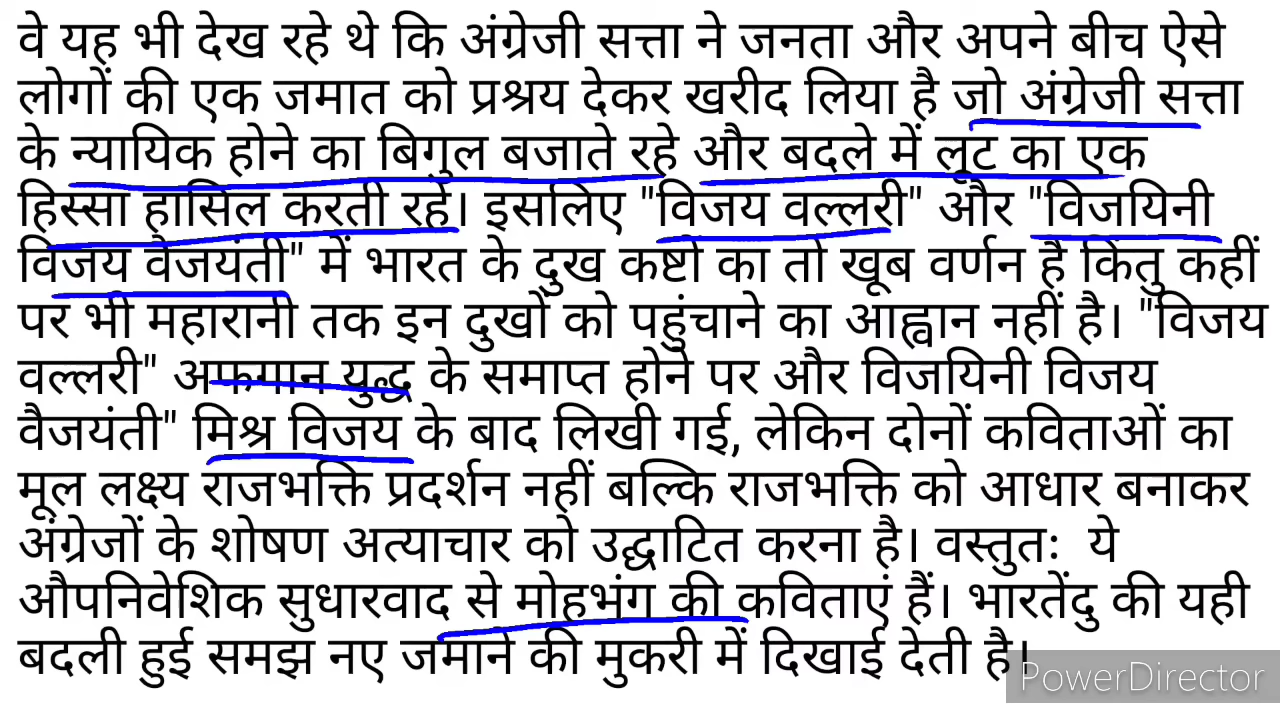 वे यह भी देख रहे थे कि अंग्रेजी सत्ता ने जनता और अपने बीच ऐसे
लोगों की एक जमात को प्रश्रय देकर खरीद लिया है जो अंग्रेजी सत्ता
के न्यायिक होने का बिगुल बजाते रहे और बदले में लूट का एक
हिस्सा हासिल करती रहे। इसलिए "विजय वल्लरी" और "विजयिनी
विजय वैजयंती" में भारत के दुख कष्टों का तो खूब वर्णन है किंतु कहीं
पर भी महारानी तक इन दुखों को पहुंचाने का आह्वान नहीं है। "विजय
वल्लरी" अफगान युद्ध के समाप्त होने पर और विजयिनी विजय
वैजयंती" मिश्र विजय के बाद लिखी गई, लेकिन दोनों कविताओं का
मूल लक्ष्य राजभक्ति प्रदर्शन नहीं बल्कि राजभक्ति को आधार बनाकर
अंग्रेजों के शोषण अत्याचार को उद्घाटित करना है। वस्तुतः ये
औपनिवेशिक सुधारवाद से मोहभंग की कविताएं हैं। भारतेंदु की यही
बदली हुई समझ नए जमाने की मुकरी में दिखाई देती है।
PowerDirector